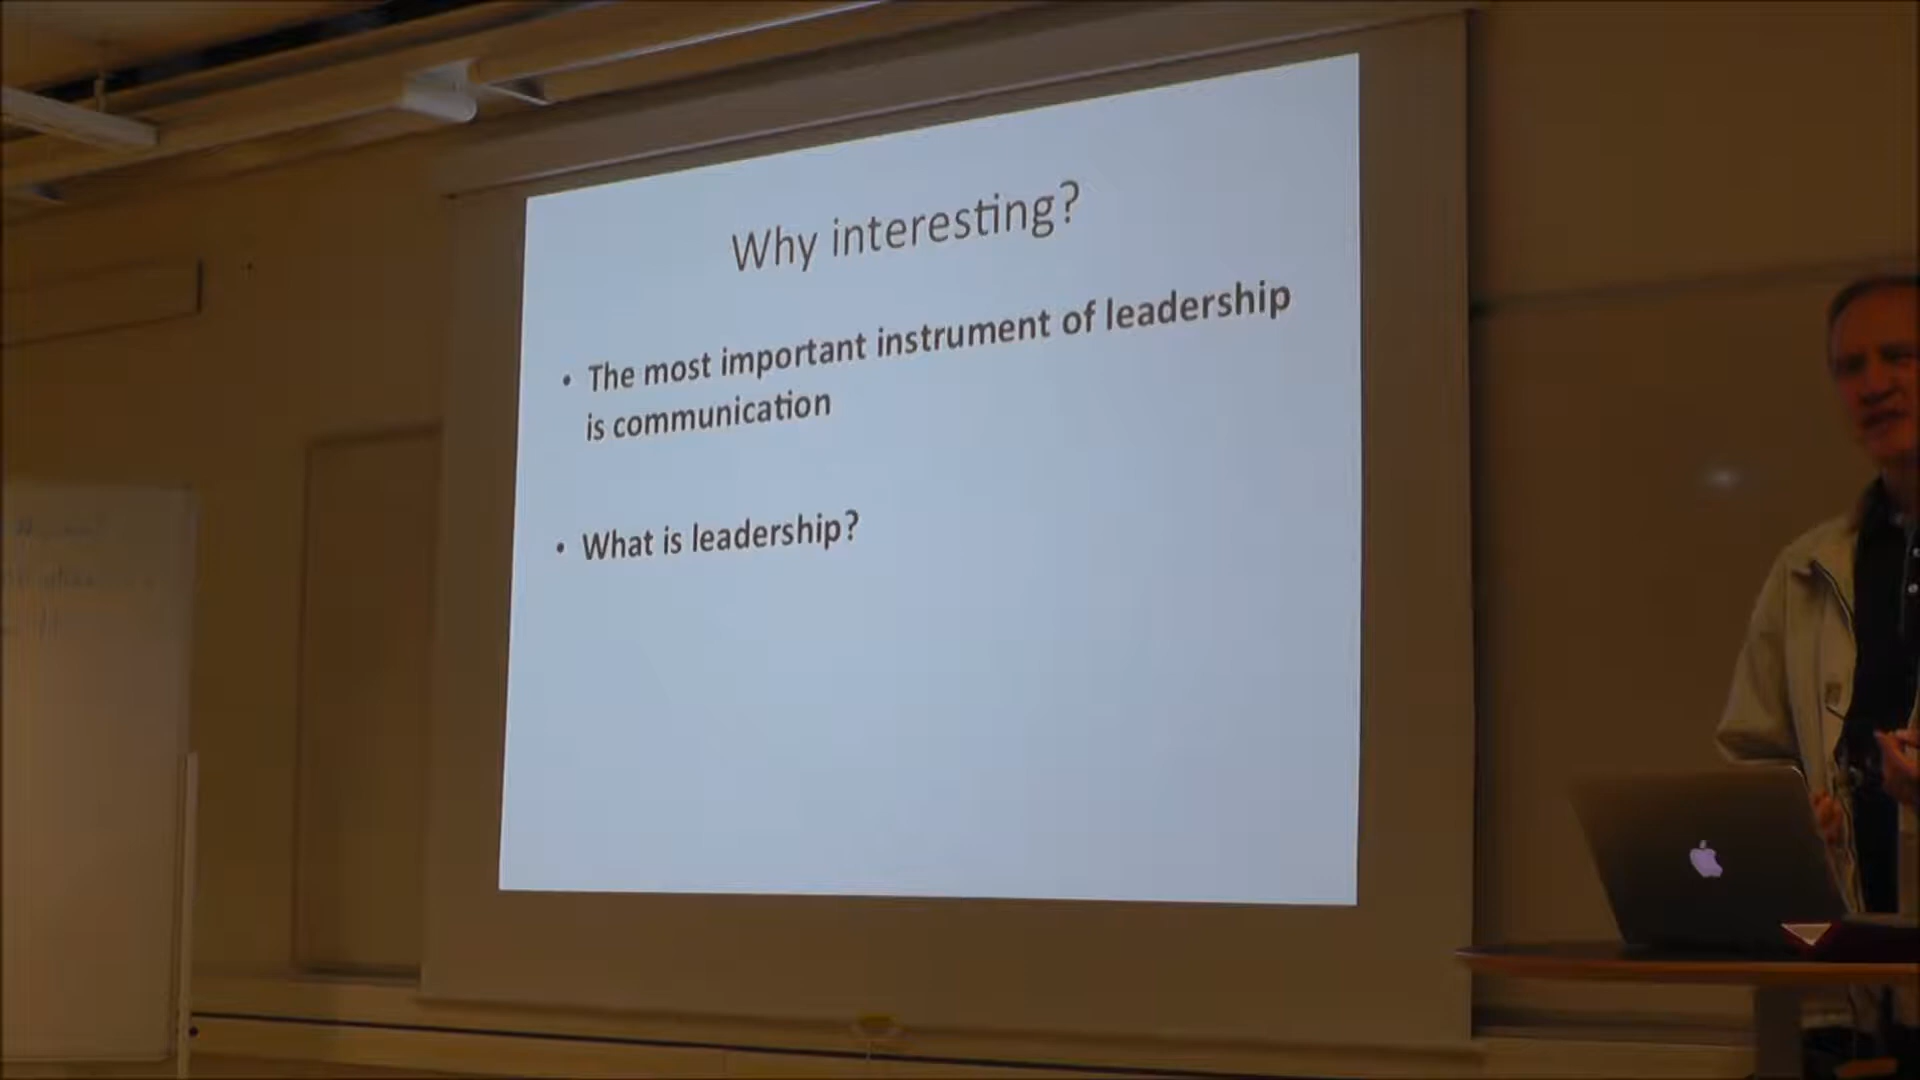 Why interesting?
• The most important instrument of leadership
is communication
• What is leadership?